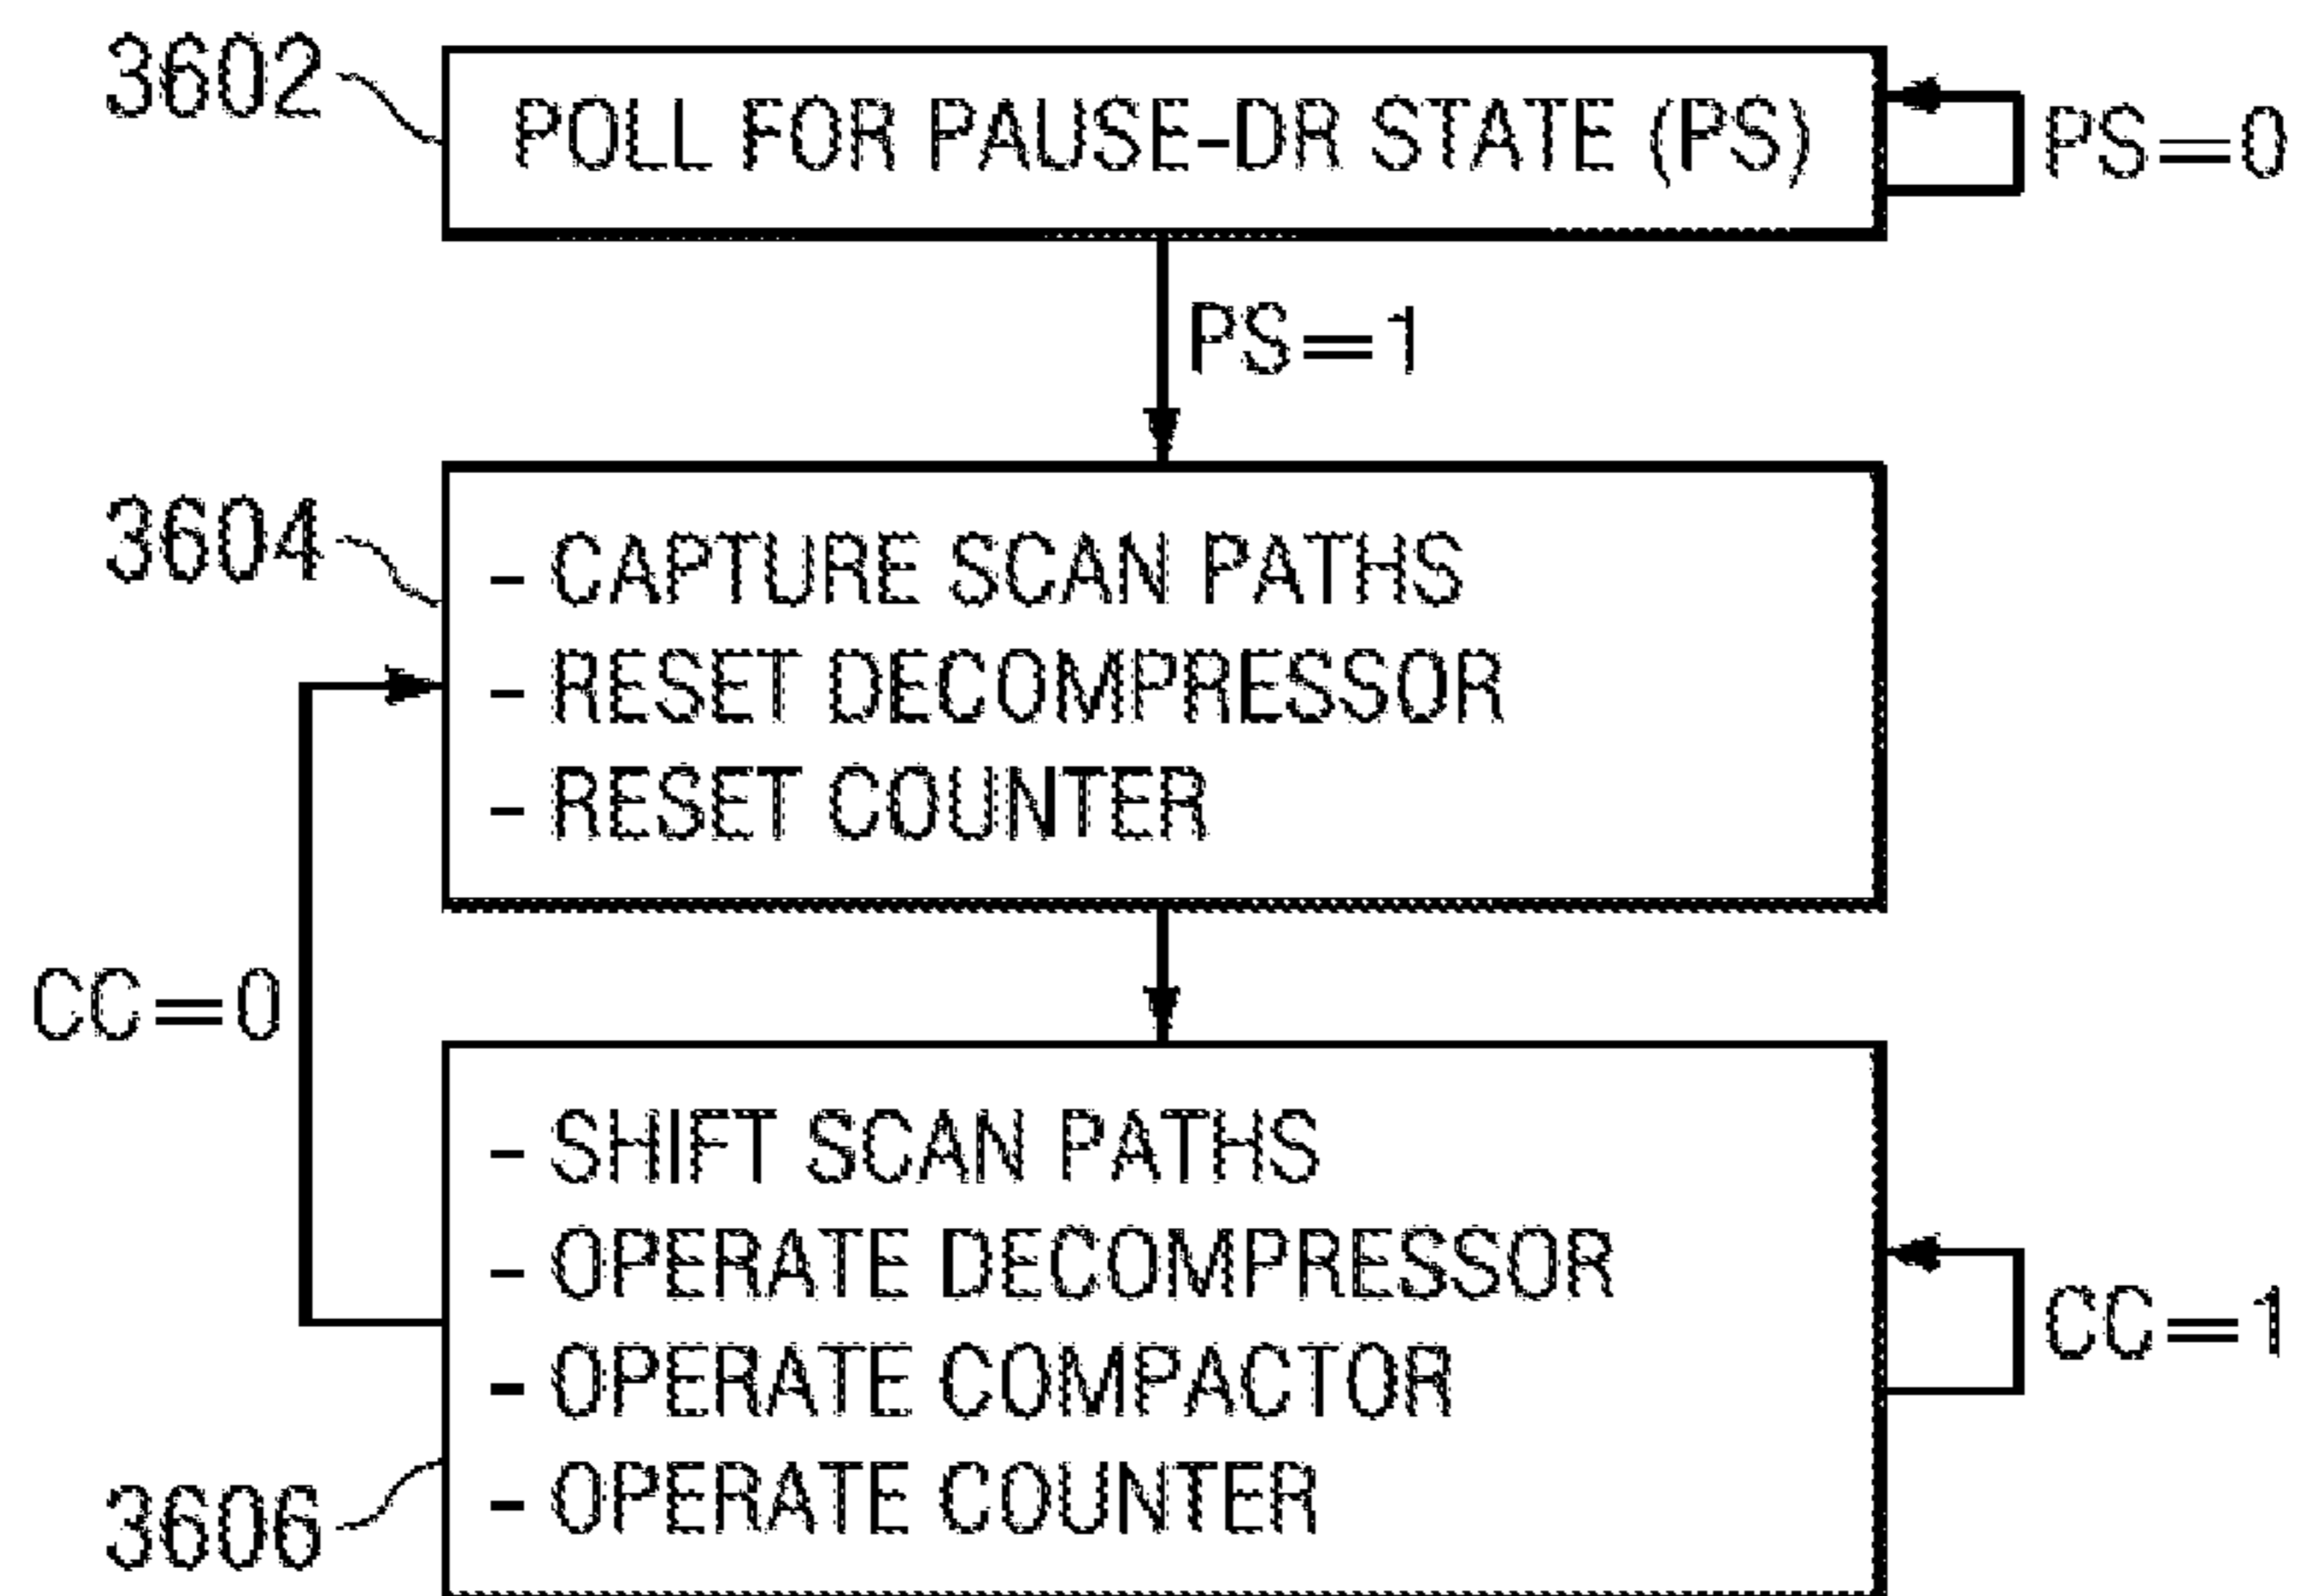 3602
POLL FOR PAUSE-DR STATE (PS)
PS=0
PS=1
3604
- CAPTURE SCAN PATHS
- RESET DECOMPRESSOR
- RESET COUNTER
CC=0
- SHIFT SCAN PATHS
- OPERATE DECOMPRESSOR
- OPERATE COMPACTOR
- OPERATE COUNTER
CC=1
3606